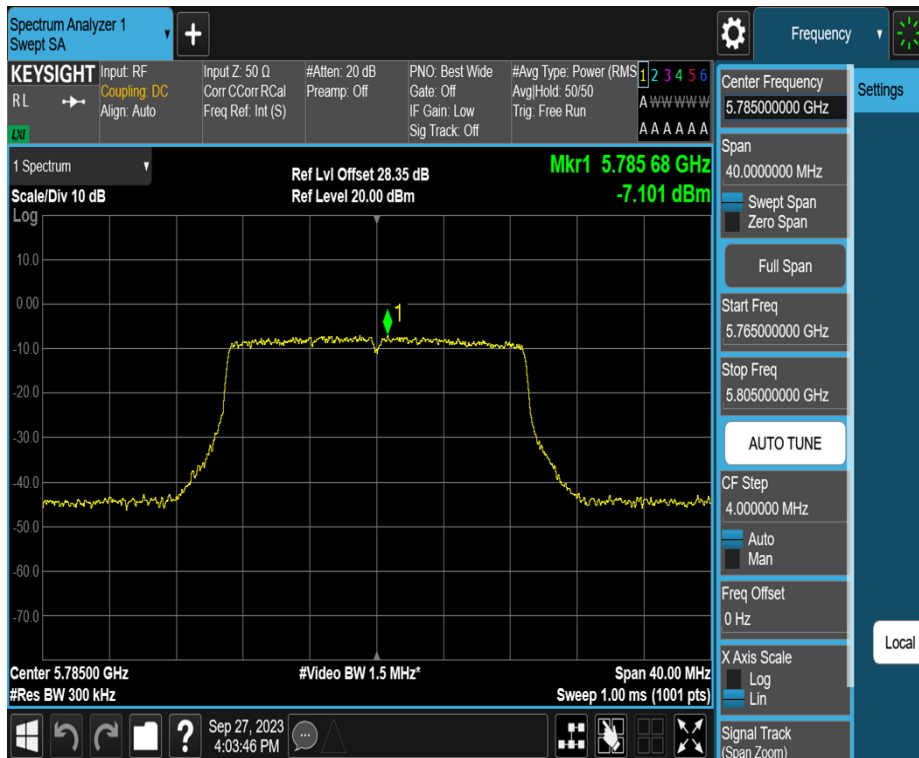 Spectrum Analyzer 1
Swept SA
+
Frequency
KEYSIGHT
R L
LXI
Input: RF
Coupling: DC
Align: Auto
Input Z: 50 Ω
Corr CCorr RCal
Freq Ref: Int (S)
#Atten: 20 dB
Preamp: Off
PNO: Best Wide
Gate: Off
IF Gain: Low
Sig Track: Off
#Avg Type: Power (RMS
Avg|Hold: 50/50
Trig: Free Run
1 2 3 4 5 6
A W W W W W
A A A A A A
1 Spectrum
Scale/Div 10 dB
Log
Ref Lvl Offset 28.35 dB
Ref Level 20.00 dBm
Mkr1 5.785 68 GHz
-7.101 dBm
10.0
0.00
-10.0
-20.0
-30.0
-40.0
-50.0
-60.0
-70.0
1
Center 5.78500 GHz
#Res BW 300 kHz
#Video BW 1.5 MHz*
Span 40.00 MHz
Sweep 1.00 ms (1001 pts)
?
Sep 27, 2023
4:03:46 PM
Center Frequency
5.785000000 GHz
Span
40.0000000 MHz
Swept Span
Zero Span
Full Span
Start Freq
5.765000000 GHz
Stop Freq
5.805000000 GHz
AUTO TUNE
CF Step
4.000000 MHz
Auto
Man
Freq Offset
0 Hz
X Axis Scale
Log
Lin
Signal Track
(Span Zoom)
Settings
Local